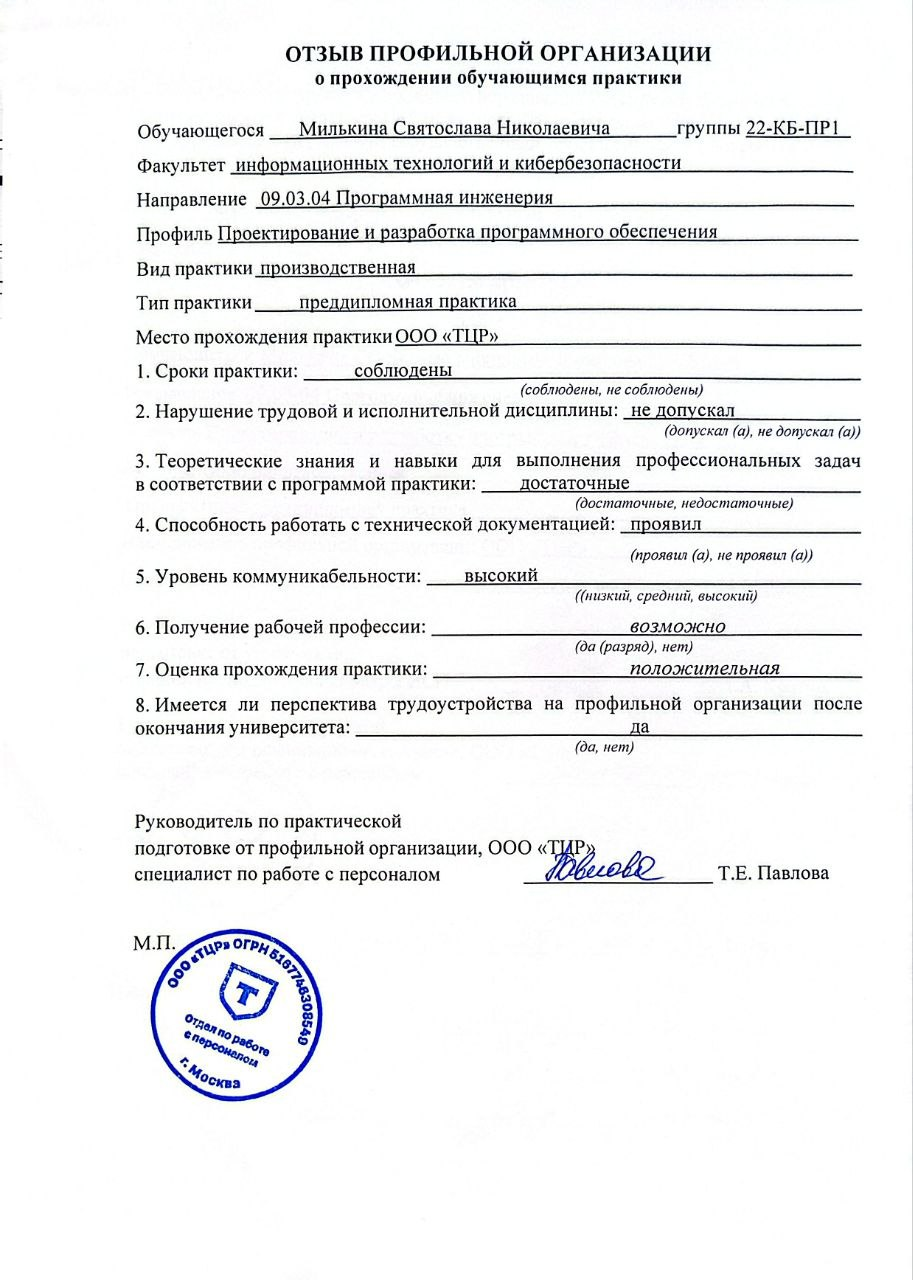 ОТЗЫВ ПРОФИЛЬНОЙ ОРГАНИЗАЦИИ
о прохождении обучающимся практики
Обучающегося Милькина Святослава Николаевича группы 22-КБ-ПР1
Факультет информационных технологий и кибербезопасности
Направление 09.03.04 Программная инженерия
Профиль Проектирование и разработка программного обеспечения
Вид практики производственная
Тип практики преддипломная практика
Место прохождения практики ООО «ТЦР»
1. Сроки практики: соблюдены
(соблюдены, не соблюдены)
2. Нарушение трудовой и исполнительной дисциплины: не допускал
(допускал (а), не допускал (а))
3. Теоретические знания и навыки для выполнения профессиональных задач
в соответствии с программой практики: достаточные
(достаточные, недостаточные)
4. Способность работать с технической документацией: проявил
(проявил (а), не проявил (а))
5. Уровень коммуникабельности: высокий
((низкий, средний, высокий)
6. Получение рабочей профессии: возможно
(да (разряд), нет)
7. Оценка прохождения практики: положительная
8. Имеется ли перспектива трудоустройства на профильной организации после
окончания университета: да
(да, нет)
Руководитель по практической
подготовке от профильной организации, ООО «ТЦР»
специалист по работе с персоналом Павлова Т.Е. Павлова
М.П.
ООО «ТЦР» ОГРН 5167746308540
Т
Отдел по работе
с персоналом
г. Москва